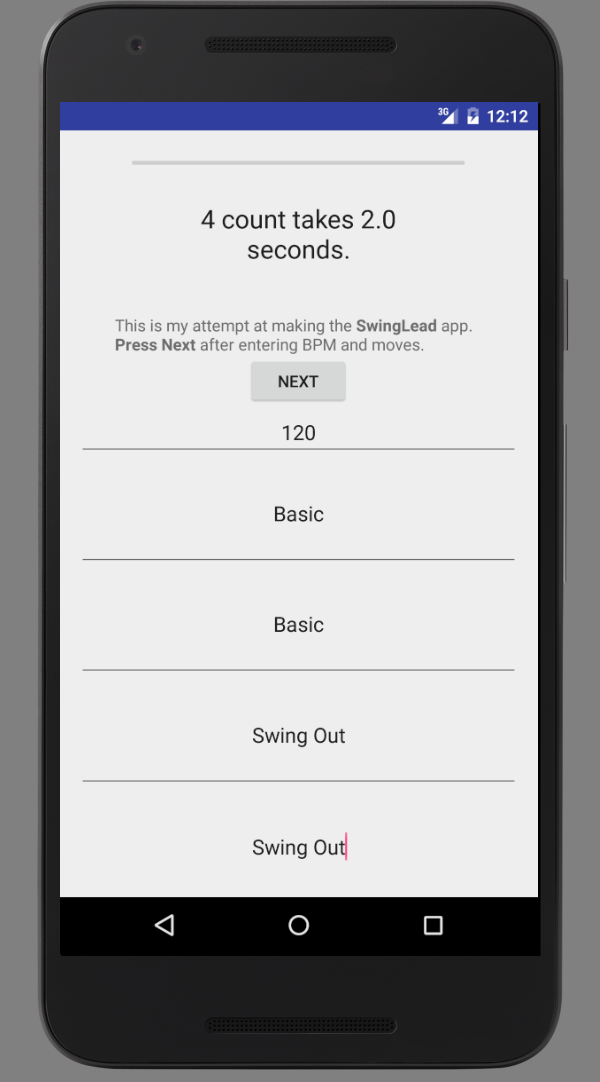 3G 12:12
4 count takes 2.0
seconds.
This is my attempt at making the SwingLead app.
Press Next after entering BPM and moves.
NEXT
120
Basic
Basic
Swing Out
Swing Out